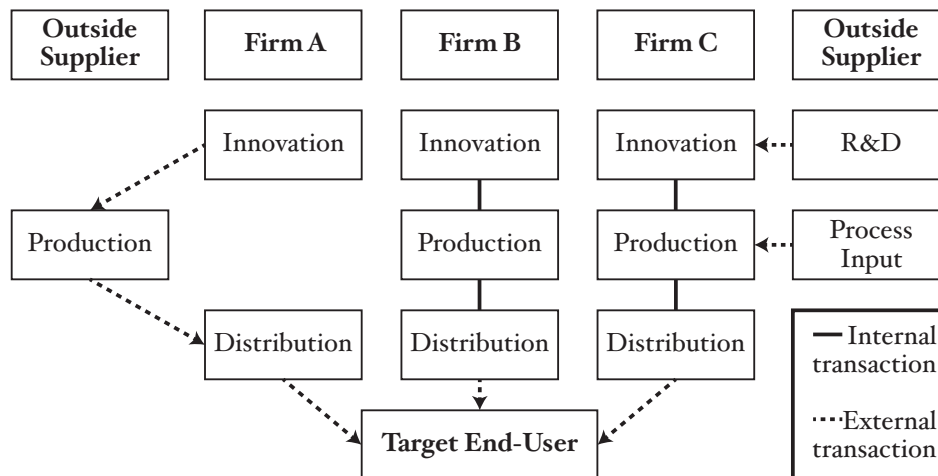 Outside
Supplier
Firm A
Firm B
Firm C
Outside
Supplier
Innovation
Innovation
Innovation
R&D
Production
Production
Production
Process
Input
Distribution
Distribution
Distribution
Internal
transaction
External
transaction
Target End-User